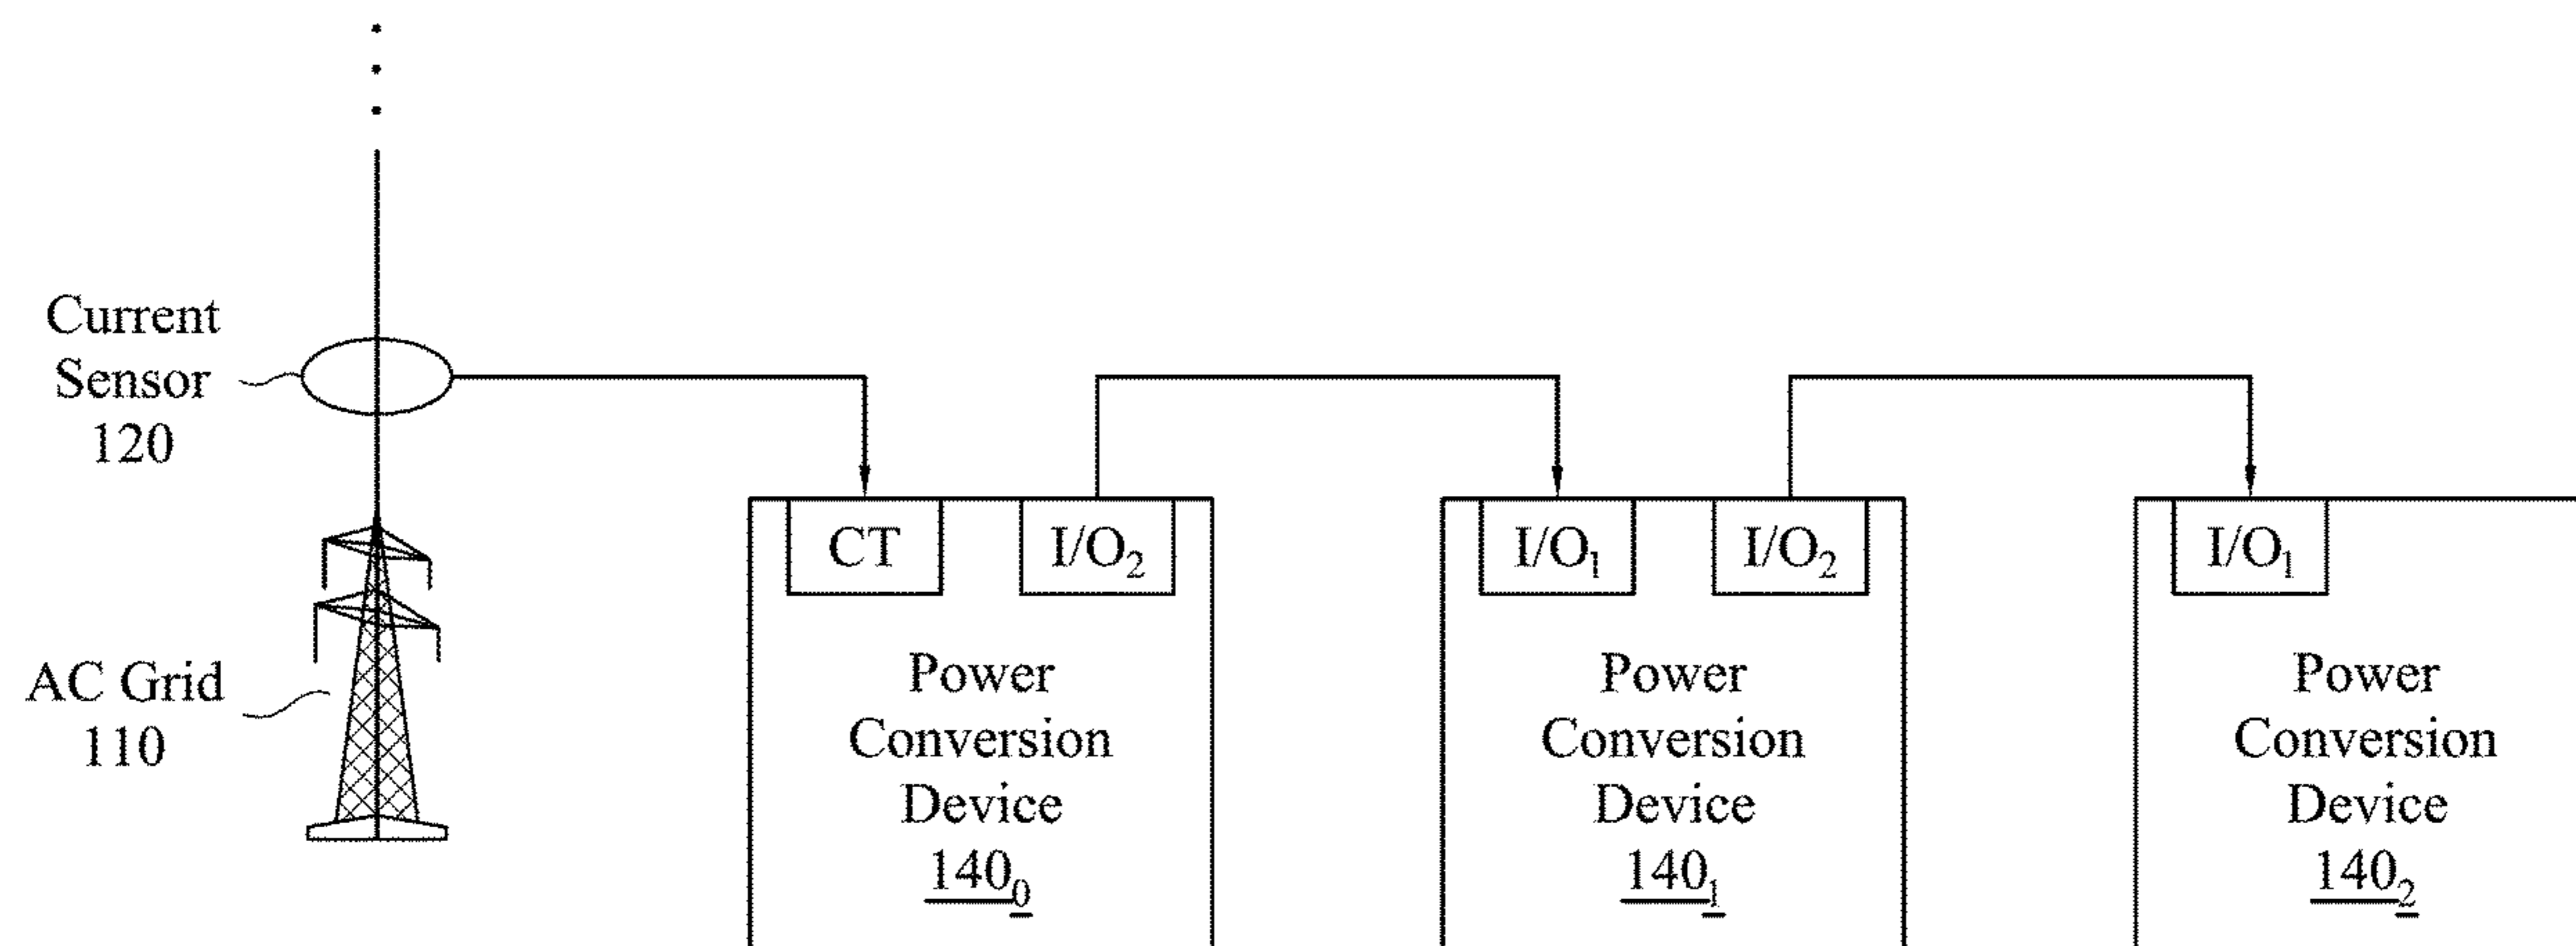 Current
Sensor
120
AC Grid
110
CT
I/O₂
Power
Conversion
Device
140₀
I/O₁
I/O₂
Power
Conversion
Device
140₁
I/O₁
Power
Conversion
Device
140₂